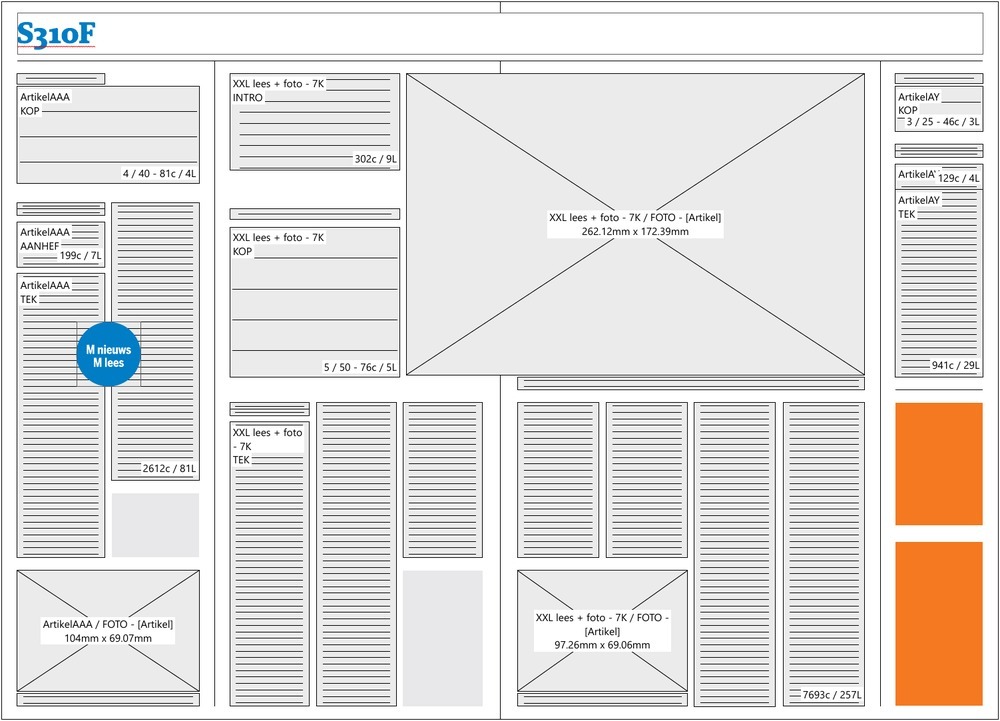 S310F
ArtikelAAA
KOP
4 / 40 - 81c / 4L
ArtikelAAA
AANHEF
199c / 7L
ArtikelAAA
TEK
M nieuws
M lees
2612c / 81L
ArtikelAAA / FOTO - [Artikel]
104mm x 69.07mm
XXL lees + foto - 7K
INTRO
302c / 9L
XXL lees + foto - 7K
KOP
5 / 50 - 76c / 5L
XXL lees + foto - 7K / FOTO - [Artikel]
262.12mm x 172.39mm
XXL lees + foto
- 7K
TEK
XXL lees + foto - 7K / FOTO -
[Artikel]
97.26mm x 69.06mm
7693c / 257L
ArtikelAY
KOP
3 / 25 - 46c / 3L
129c / 4L
ArtikelAY
TEK
941c / 29L